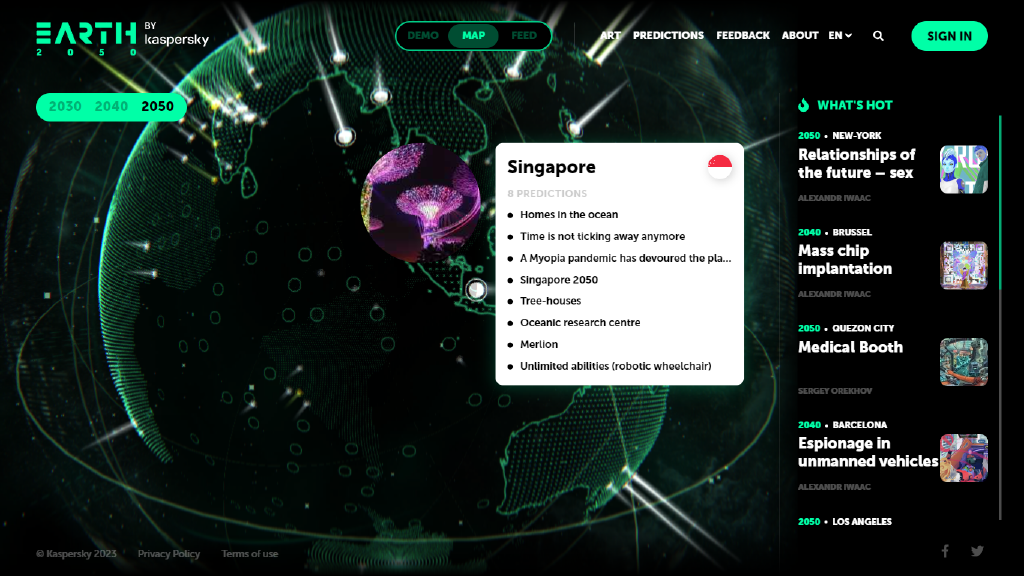 EARTH
2 0 5 0
BY
kaspersky
DEMO MAP FEED
ART PREDICTIONS FEEDBACK ABOUT EN
SIGN IN
2030 2040 2050
Singapore
8 PREDICTIONS
Homes in the ocean
Time is not ticking away anymore
A Myopia pandemic has devoured the pla...
Singapore 2050
Tree-houses
Oceanic research centre
Merlion
Unlimited abilities (robotic wheelchair)
WHAT'S HOT
2050 • NEW-YORK
Relationships of
the future – sex
ALEXANDR IWAAC
2040 • BRUSSEL
Mass chip
implantation
ALEXANDR IWAAC
2050 • QUEZON CITY
Medical Booth
SERGEY OREKHOV
2040 • BARCELONA
Espionage in
unmanned vehicles
ALEXANDR IWAAC
2050 • LOS ANGELES
© Kaspersky 2023 Privacy Policy Terms of use